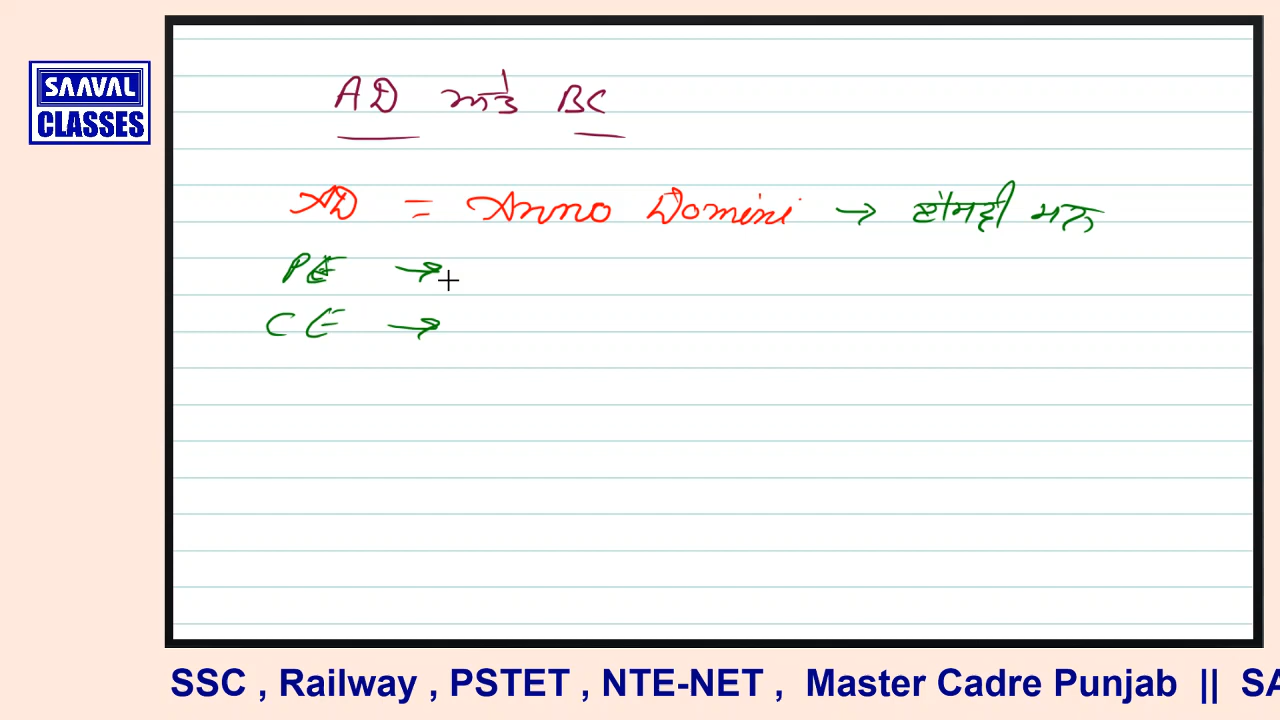 SAAVAL
CLASSES
AD ਅਤੇ BC
AD = Anno Domini → ਈਸਵੀ ਸਨ
PE →
CE →
SSC , Railway , PSTET , NTE-NET , Master Cadre Punjab || SA